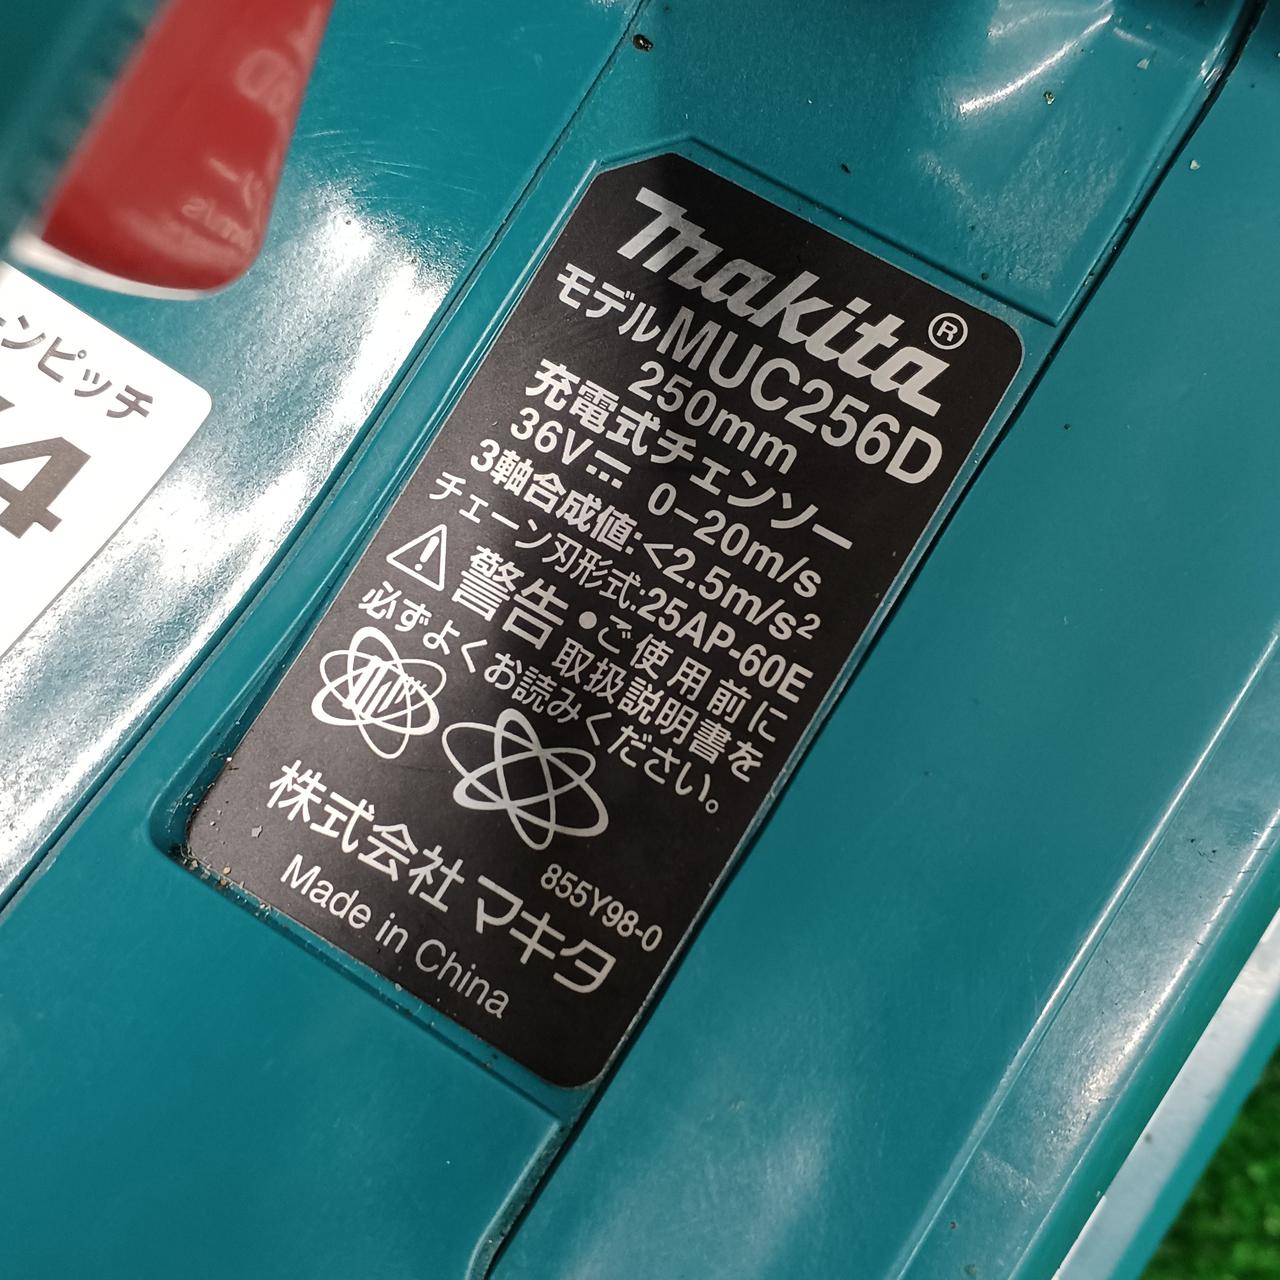 makita®
モデルMUC256D
250mm
充電式チェンソー
36V⎓ 0-20m/s
3軸合成値:<2.5m/s²
チェーン刃形式:25AP-60E
⚠警告・ご使用前に
取扱説明書を
必ずよくお読みください。
855Y98-0
株式会社マキタ
Made in China
ーンピッチ
4